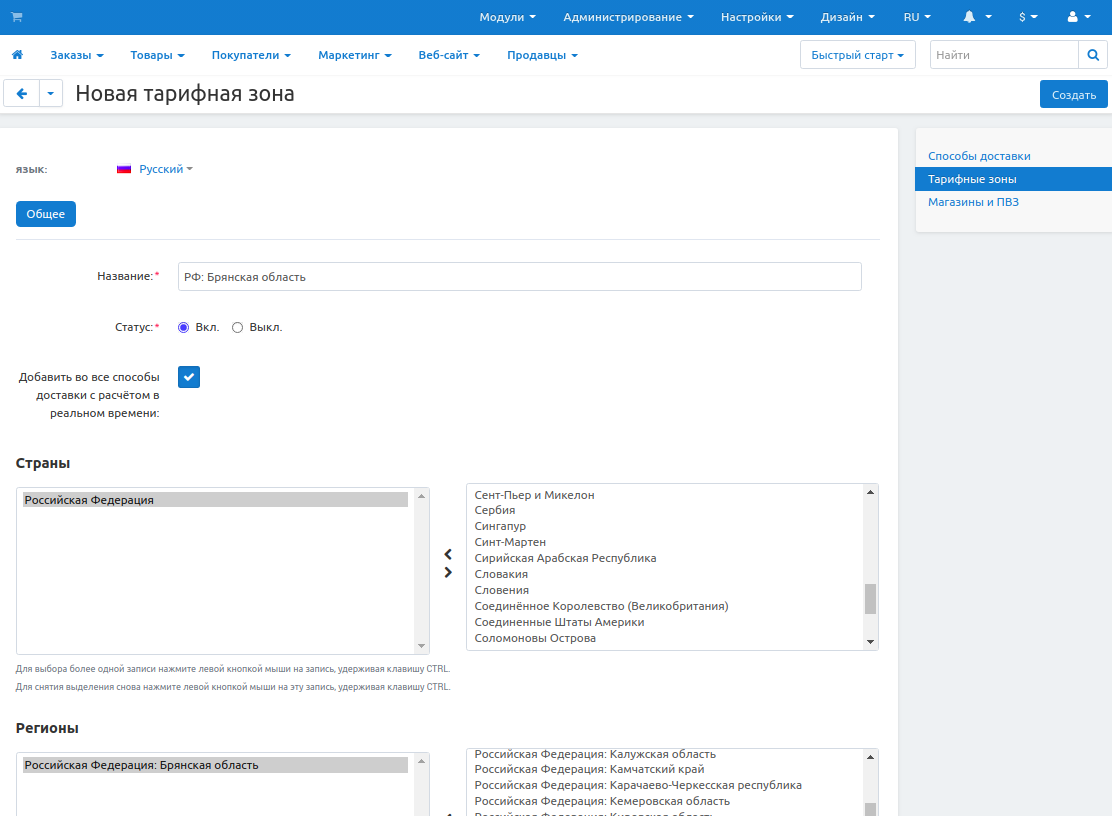 Модули Администрирование Настройки Дизайн RU $
Заказы Товары Покупатели Маркетинг Веб-сайт Продавцы Быстрый старт Найти
Новая тарифная зона Создать
язык: Русский
Способы доставки
Тарифные зоны
Магазины и ПВЗ
Общее
Название:* РФ: Брянская область
Статус:* Вкл. Выкл.
Добавить во все способы
доставки с расчётом в
реальном времени:
Страны
Российская Федерация
Сент-Пьер и Микелон
Сербия
Сингапур
Синт-Мартен
Сирийская Арабская Республика
Словакия
Словения
Соединённое Королевство (Великобритания)
Соединенные Штаты Америки
Соломоновы Острова
Для выбора более одной записи нажмите левой кнопкой мыши на запись, удерживая клавишу CTRL.
Для снятия выделения снова нажмите левой кнопкой мыши на эту запись, удерживая клавишу CTRL.
Регионы
Российская Федерация: Брянская область
Российская Федерация: Калужская область
Российская Федерация: Камчатский край
Российская Федерация: Карачаево-Черкесская республика
Российская Федерация: Кемеровская область